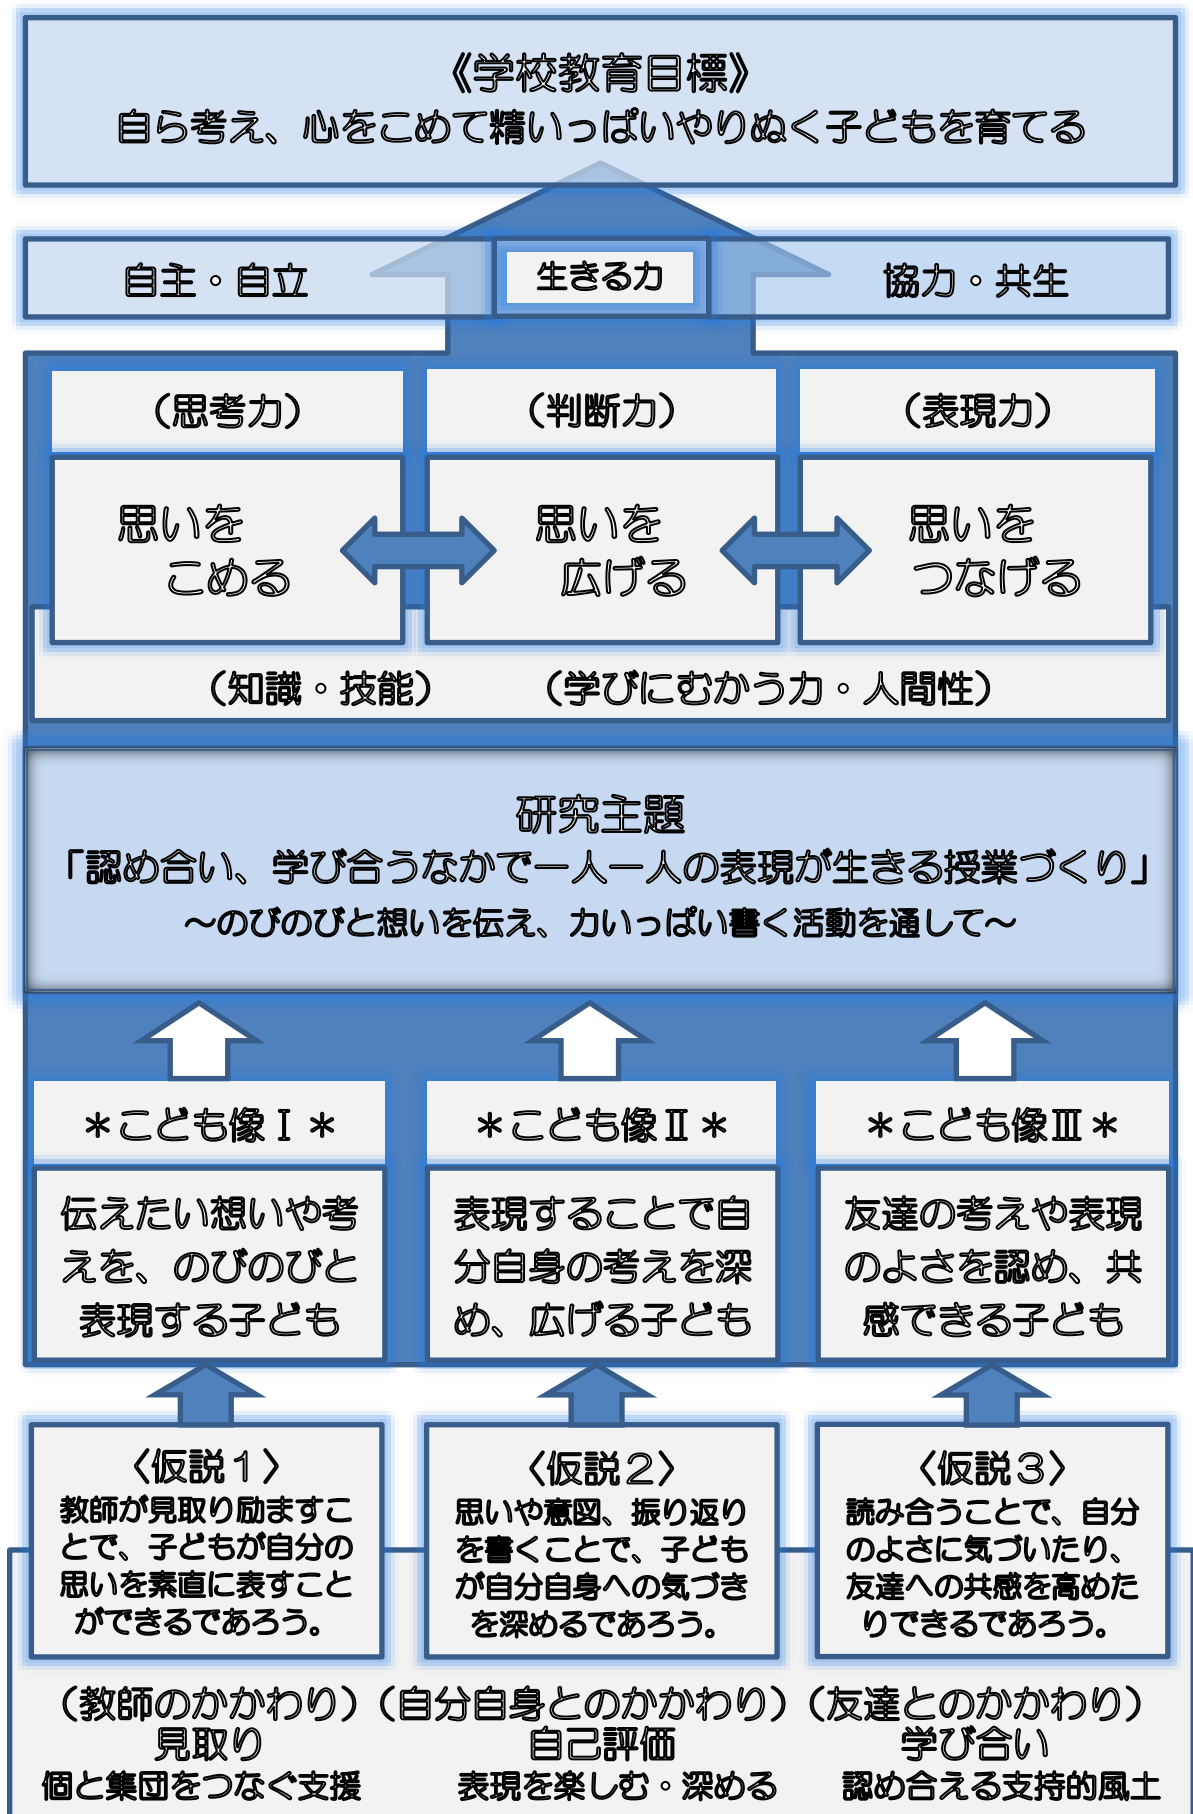 《学校教育目標》
自ら考え、心をこめて精いっぱいやりぬく子どもを育てる
自主・自立
生きる力
協力・共生
（思考力）
（判断力）
（表現力）
思いを
こめる
思いを
広げる
思いを
つなげる
（知識・技能）
（学びにむかう力・人間性）
研究主題
「認め合い、学び合うなかで一人一人の表現が生きる授業づくり」
～のびのびと想いを伝え、力いっぱい書く活動を通して～
＊こども像Ⅰ＊
伝えたい想いや考
えを、のびのびと
表現する子ども
＊こども像Ⅱ＊
表現することで自
分自身の考えを深
め、広げる子ども
＊こども像Ⅲ＊
友達の考えや表現
のよさを認め、共
感できる子ども
〈仮説１〉
教師が見取り励ますこ
とで、子どもが自分の
思いを素直に表すこと
ができるであろう。
〈仮説２〉
思いや意図、振り返り
を書くことで、子ども
が自分自身への気づき
を深めるであろう。
〈仮説３〉
読み合うことで、自分
のよさに気づいたり、
友達への共感を高めた
りできるであろう。
（教師のかかわり）
見取り
個と集団をつなぐ支援
（自分自身とのかかわり）
自己評価
表現を楽しむ・深める
（友達とのかかわり）
学び合い
認め合える支持的風土